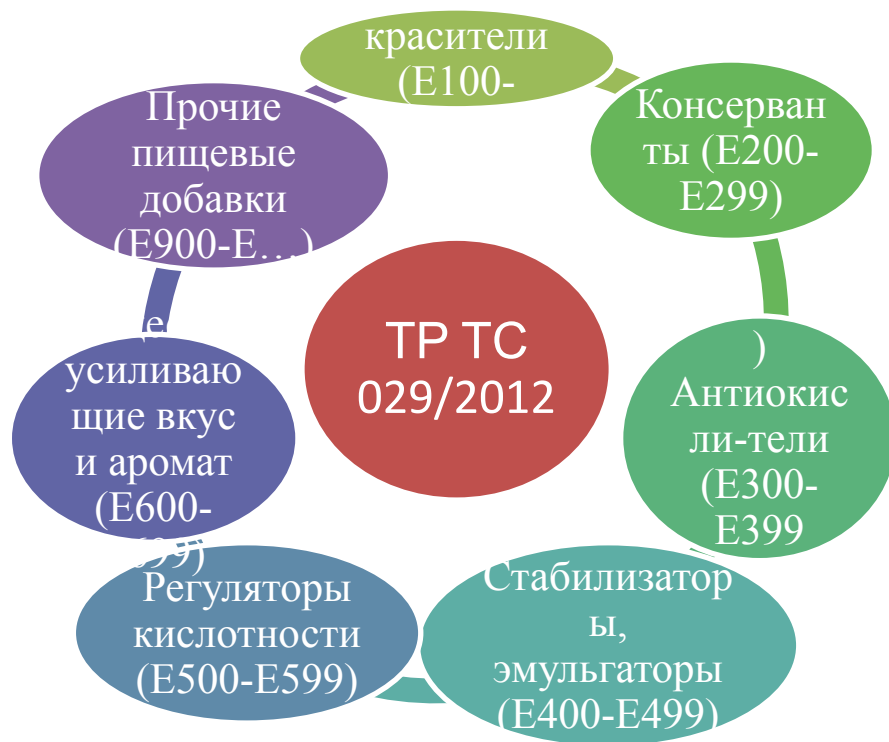 красители
(Е100-
Консерван
ты (Е200-
Е299)
)
Антиокис
ли-тели
(Е300-
Е399
Стабилизатор
ы,
эмульгаторы
(Е400-Е499)
Регуляторы
кислотности
(Е500-Е599)
усиливаю
щие вкус
и аромат
(Е600-
Прочие
пищевые
добавки
(Е900-Е…)
ТР ТС
029/2012